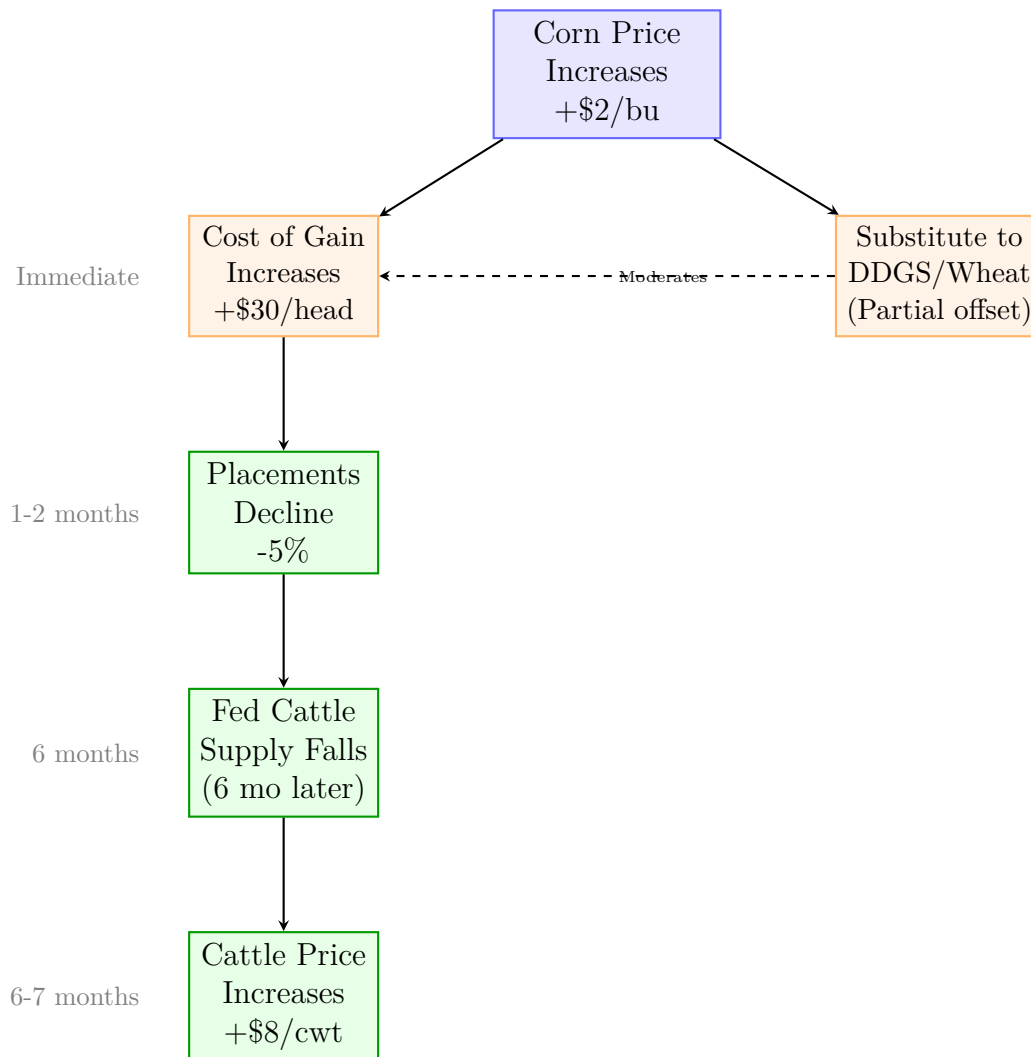 Corn Price
Increases
+$2/bu
Immediate
Cost of Gain
Increases
+$30/head
Moderates
Substitute to
DDGS/Wheat
(Partial offset)
1-2 months
Placements
Decline
-5%
6 months
Fed Cattle
Supply Falls
(6 mo later)
6-7 months
Cattle Price
Increases
+$8/cwt